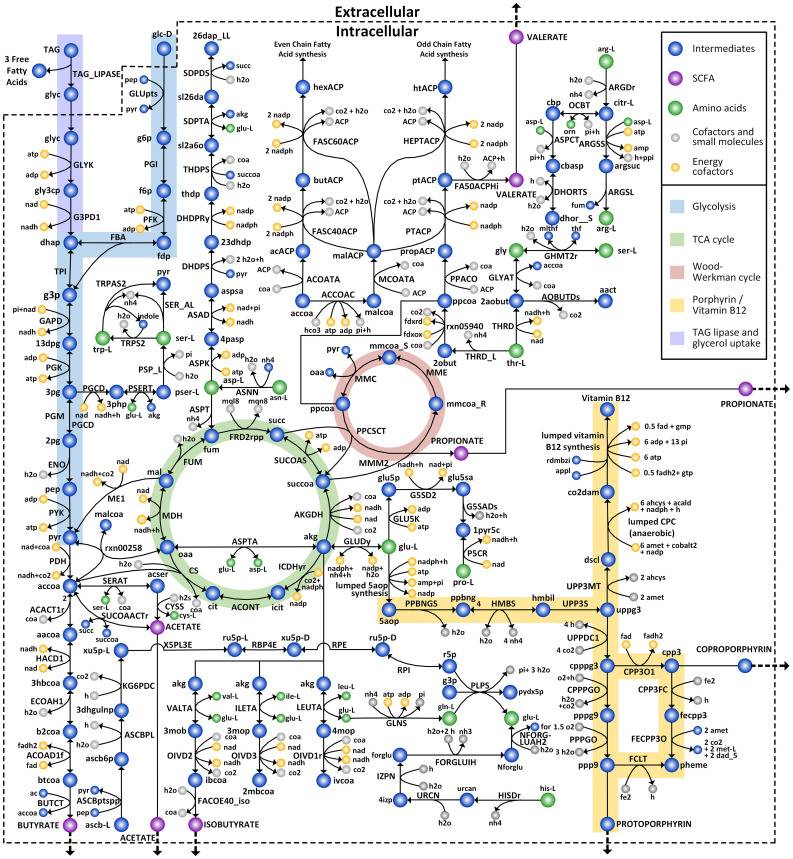 Extracellular
Intracellular
TAG
glc-D
26dap_LL
Even Chain Fatty
Acid synthesis
Odd Chain Fatty
Acid synthesis
VALERATE
3 Free
Fatty
Acids
TAG_LIPASE
glyc
pep
GLUpts
pyr
SDPDS
succ
h2o
sl26da
hexACP
htACP
arg-L
h2o
nh4
ARGDr
citr-L
cbp
OCBT
orn
pi+h
glyc
g6p
SDPTA
akg
glu-L
2 nadp
2 nadph
FASC60ACP
co2 + h2o
ACP
co2 + h2o
ACP
HEPTACP
2 nadp
2 nadph
asp-L
ASPCT
pi+h
ARGSS
asp-L
atp
amp
h+ppi
atp
adp
GLYK
PGI
sl2a6o
THDPS
coa
succoa
h2o
h2o
ACP+h
FA50ACPHi
VALERATE
cbasp
argsuc
gly3cp
f6p
thdp
butACP
ptACP
h
h2o
DHORTS
fum
ARGSL
nad
nadh
G3PD1
atp
adp
PFK
DHDPRy
nadp
nadph
2 nadp
2 nadph
FASC40ACP
co2 + h2o
ACP
co2 + h2o
ACP
PTACP
nadp
nadph
dhor__S
arg-L
dhap
FBA
fdp
23dhdp
acACP
malACP
propACP
gly
mlthf
thf
GHMT2r
ser-L
TPI
DHDPS
2 h2o+h
pyr
ACP
coa
ACOATA
MCOATA
coa
ACP
PPACO
coa
ACP
GLYAT
accoa
coa
g3p
pyr
aspsa
accoa
ACCOAC
malcoa
ppcoa
2aobut
AOBUTDs
aact
co2
hco3
atp
adp
pi+h
TRPAS2
nh4
h2o
indole
SER_AL
TRPS2
trp-L
ser-L
pi+nad
nadh
GAPD
ASAD
nad+pi
nadh
co2
fdxrd
fdxox
coa
rxn05940
THRD
nadh+h
nad
13dpg
4pasp
2obut
THRD_L
thr-L
nh4
adp
atp
PGK
PSP_L
pi
h2o
ASPK
adp
atp
h2o
nh4
pyr
oaa
MMC
mmcoa_S
MME
3pg
PGCD
3php
PSERT
pser-L
asp-L
ASNN
asn-L
nad
nadh+h
glu-L
akg
ppcoa
mmcoa_R
PPCSCT
PROPIONATE
PROPIONATE
PGM
PGCD
ASPT
nh4
mql8
mqn8
FRD2rpp
succ
MMM2
2pg
fum
h2o
FUM
SUCOAS
atp
adp
ENO
h2o
pep
nadh+co2
nad
ME1
mal
succoa
nadh+h
nad+pi
glu5p
G5SD2
glu5sa
adp
atp
PYK
malcoa
nad
nadh+h
MDH
AKGDH
coa
nad
nadh
co2
GLU5K
adp
atp
G5SADs
h2o+h
1pyr5c
pyr
rxn00258
oaa
ASPTA
akg
GLUDy
glu-L
P5CR
nadh+h
nad
pro-L
nad+coa
nadh+co2
PDH
h2o
CS
glu-L
asp-L
ICDHyr
co2+
nadph
nadp
nadph+
nh4+h
nadp+
h2o
lumped 5aop
synthesis
nadph+h
atp
amp+pi
nadp
accoa
2
SERAT
acser
cit
ACONT
icit
5aop
PPBNGS
ppbng
4
HMBS
hmbil
UPP3S
uppg3
h2o
h2o
4 nh4
ACACT1r
coa
SUCOAACTr
ser-L
coa
CYSS
h2s
cys-L
coa
succ
succoa
ACETATE
aacoa
xu5p-L
X5PL3E
ru5p-L
RBP4E
xu5p-D
RPE
ru5p-D
RPI
r5p
nadh
nad
HACD1
3hbcoa
co2
h
KG6PDC
akg
VALTA
val-L
glu-L
akg
ILETA
ile-L
glu-L
akg
LEUTA
leu-L
glu-L
g3p
PLPS
pi+ 3 h2o
pydx5p
ECOAH1
h2o
3dhgulnp
nh4
atp
adp
pi
GLNS
gln-L
glu-L
b2coa
h
h2o
ASCBPL
3mob
3mop
4mop
forglu
h2o+2 h
nh3
FORGLUIH
Nforglu
NFORG-
LUAH2
for
h2o
fadh2
fad
ACOAD1f
ascb6p
OIVD2
coa
nad
nadh
co2
OIVD3
coa
nad
nadh
co2
OIVD1r
coa
nad
nadh
co2
IZPN
h
h2o
btcoa
ibcoa
2mbcoa
ivcoa
4izp
URCN
urcan
HISDr
his-L
h2o
nh4
ac
accoa
BUTCT
pyr
pep
ASCBptspp
h2o
coa
FACOE40_iso
BUTYRATE
ascb-L
ACETATE
ISOBUTYRATE
Intermediates
SCFA
Amino acids
Cofactors and
small molecules
Energy
cofactors
Glycolysis
TCA cycle
Wood-
Werkman cycle
Porphyrin /
Vitamin B12
TAG lipase and
glycerol uptake
Vitamin B12
lumped vitamin
B12 synthesis
0.5 fad + gmp
6 adp + 13 pi
6 atp
0.5 fadh2+ gtp
rdmbzi
appl
co2dam
6 ahcys + acald
+ nadph + h
lumped CPC
(anaerobic)
6 amet + cobalt2
+ nadp
dscl
UPP3MT
2 ahcys
2 amet
UPPDC1
4 h
4 co2
fad
fadh2
cpppg3
CPP3O1
cpp3
COPROPORPHYRIN
o2+h
h2o
+co2
CPPPGO
CPP3FC
fe2
h
pppg9
fecpp3
1.5 o2
3 h2o
PPPGO
FECPP3O
2 amet
2 co2
+ 2 met-L
+ 2 dad_5
ppp9
FCLT
pheme
fe2
h
PROTOPORPHYRIN